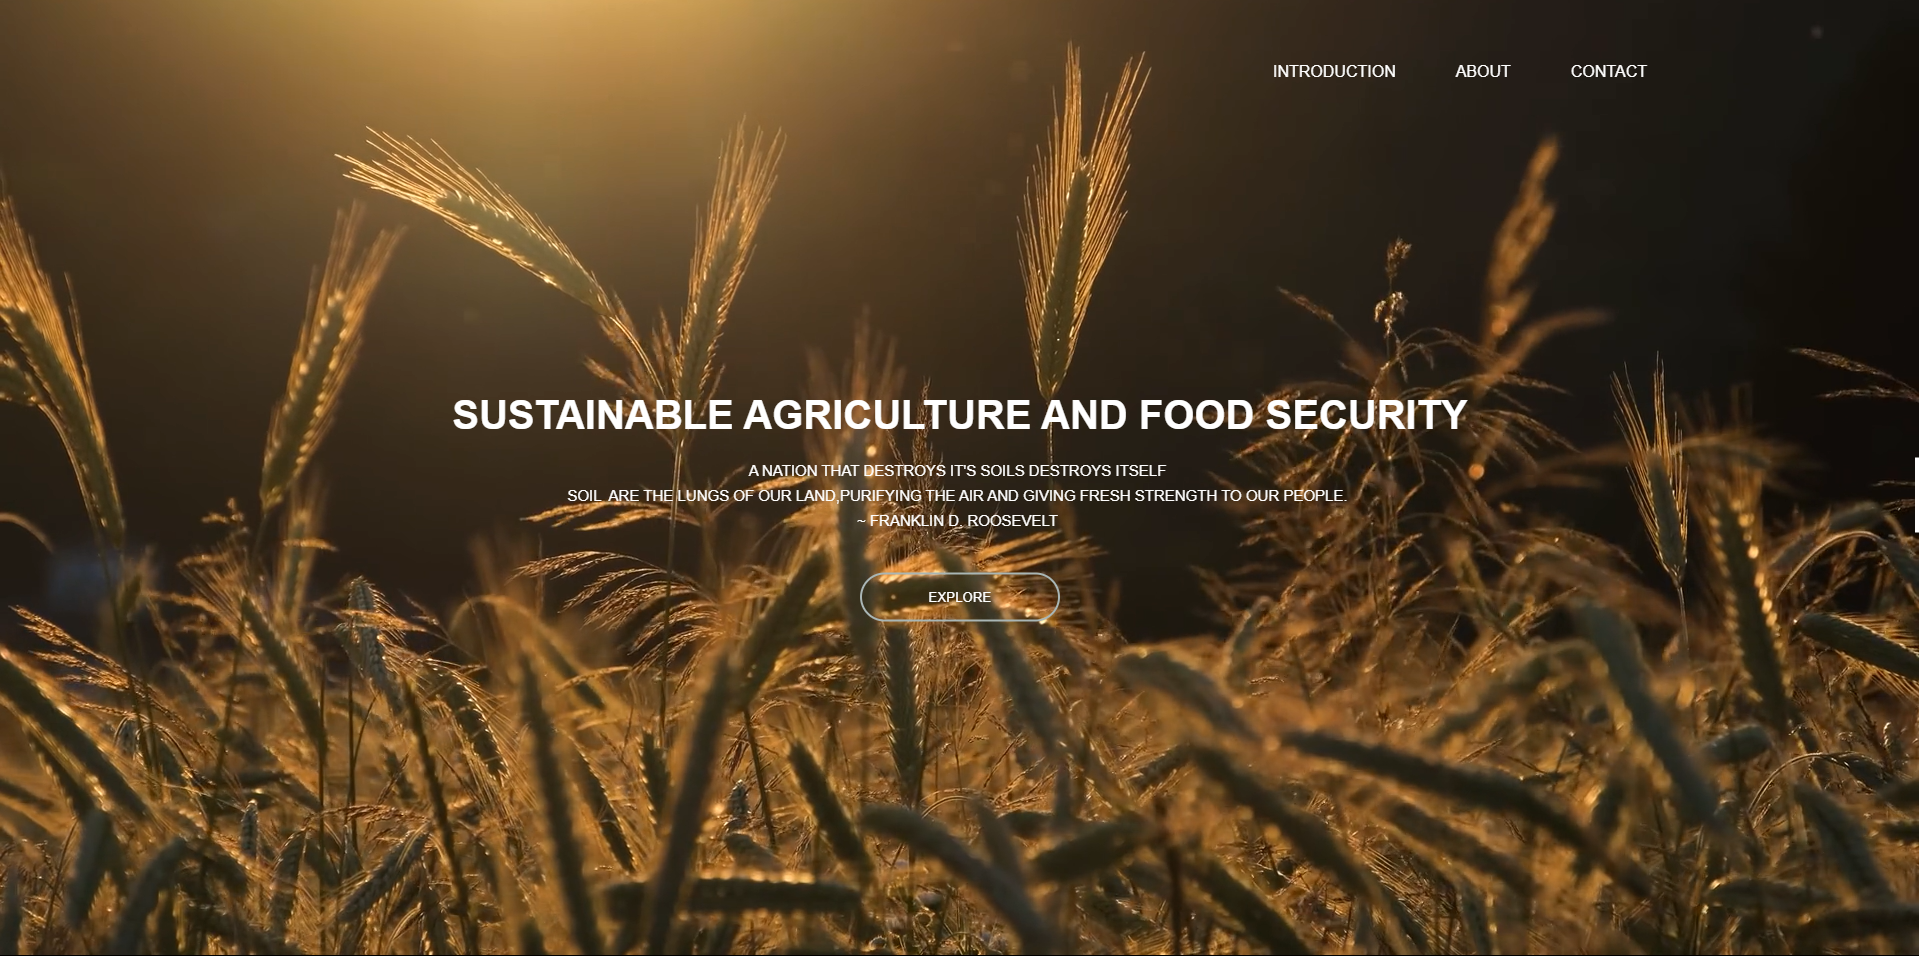 INTRODUCTION ABOUT CONTACT
SUSTAINABLE AGRICULTURE AND FOOD SECURITY
A NATION THAT DESTROYS IT'S SOILS DESTROYS ITSELF
SOIL ARE THE LUNGS OF OUR LAND,PURIFYING THE AIR AND GIVING FRESH STRENGTH TO OUR PEOPLE.
~ FRANKLIN D. ROOSEVELT
EXPLORE